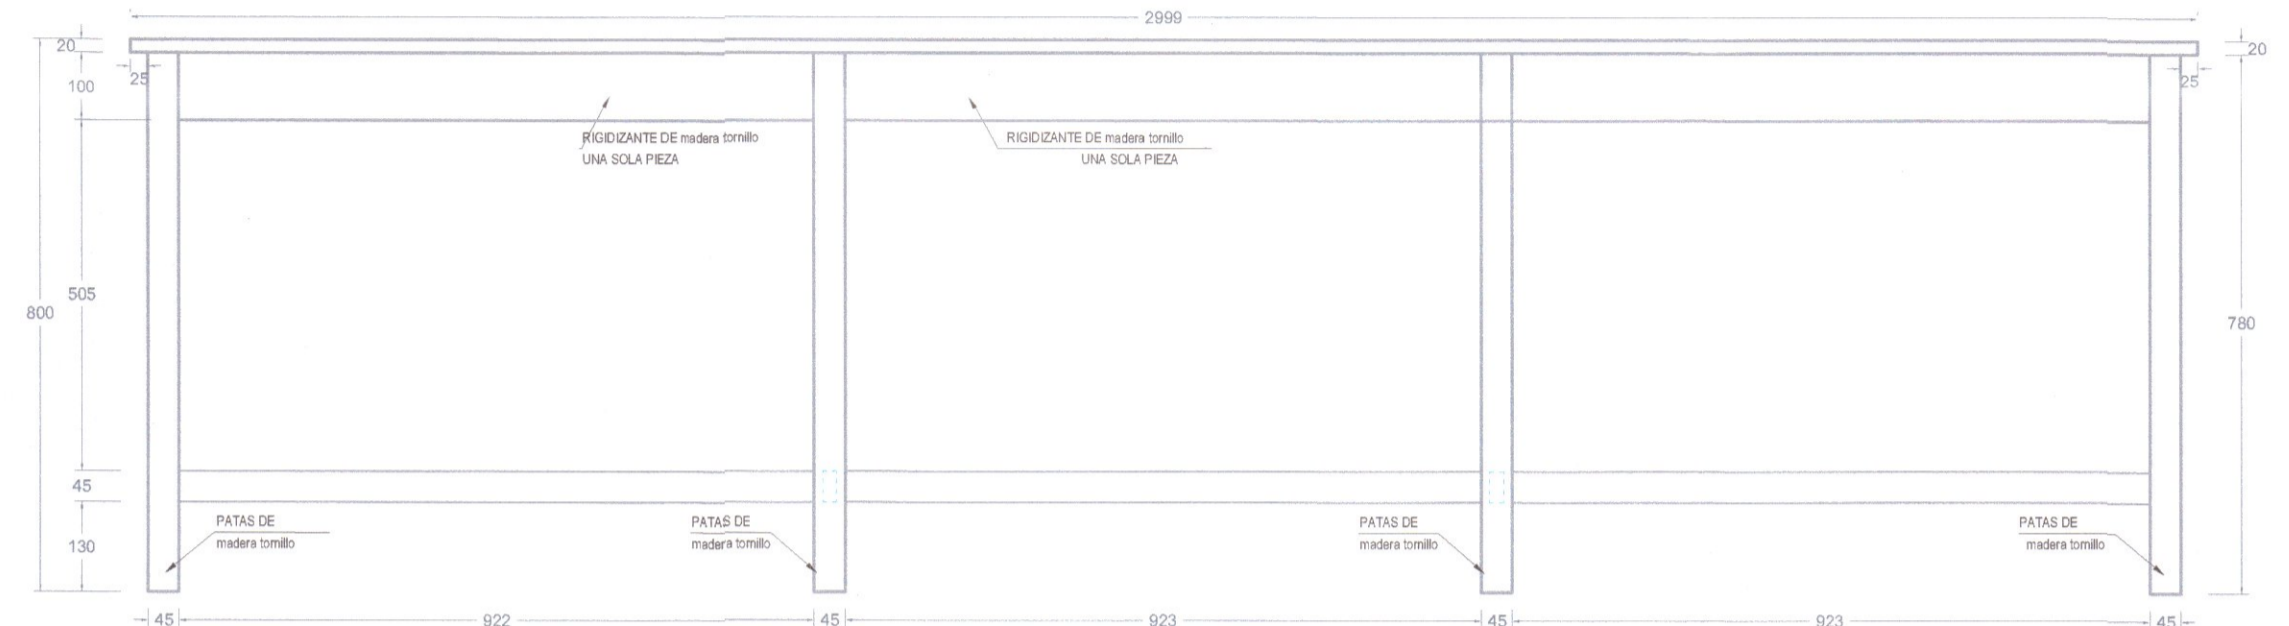 2999
20
20
25
25
100
RIGIDIZANTE DE madera tornillo
UNA SOLA PIEZA
RIGIDIZANTE DE madera tornillo
UNA SOLA PIEZA
505
800
780
45
PATAS DE
madera tornillo
PATAS DE
madera tornillo
PATAS DE
madera tornillo
PATAS DE
madera tornillo
130
45
922
45
923
45
923
45